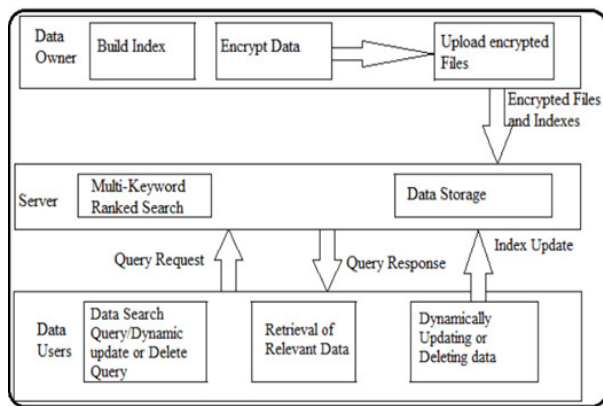 Data
Owner
Build Index
Encrypt Data
Upload encrypted
Files
Encrypted Files
and Indexes
Server
Multi-Keyword
Ranked Search
Data Storage
Query Request
Query Response
Index Update
Data
Users
Data Search
Query/Dynamic
update or Delete
Query
Retrieval of
Relevant Data
Dynamically
Updating or
Deleting data